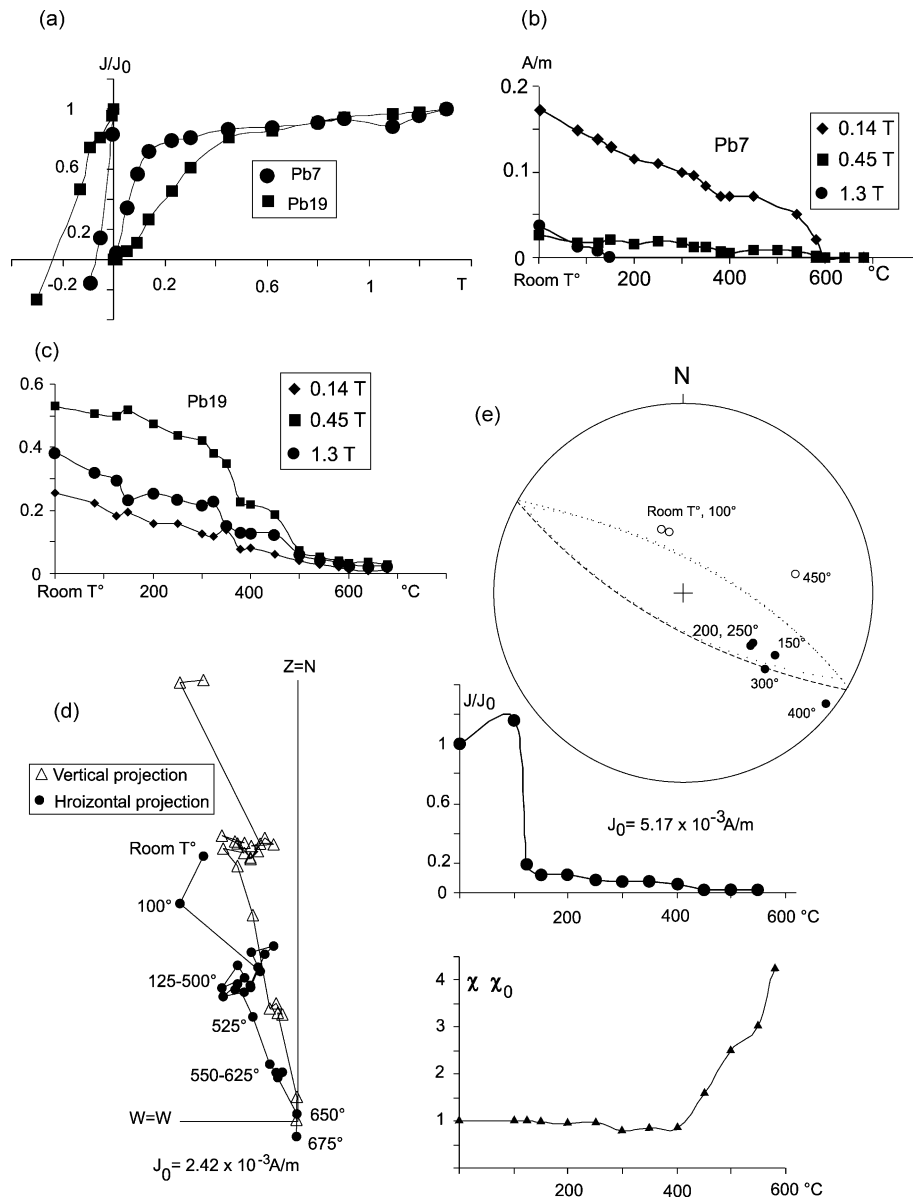 (a)
J/J0
1
0.6
0.2
-0.2
0.2
0.6
1
T
Pb7
Pb19
(b)
A/m
0.2
0.1
0
Pb7
0.14 T
0.45 T
1.3 T
Room T°
200
400
600
°C
(c)
0.6
0.4
0.2
0
Pb19
0.14 T
0.45 T
1.3 T
Room T°
200
400
600
°C
(d)
Z=N
Vertical projection
Hroizontal projection
Room T°
100°
125-500°
525°
550-625°
W=W
650°
675°
J0 = 2.42 x 10-3A/m
(e)
N
Room T°, 100°
450°
200, 250°
150°
300°
400°
J/J0
1
0.6
0.2
0
J0= 5.17 x 10-3A/m
200
400
600 °C
χ χ0
4
3
2
1
200
400
600 °C